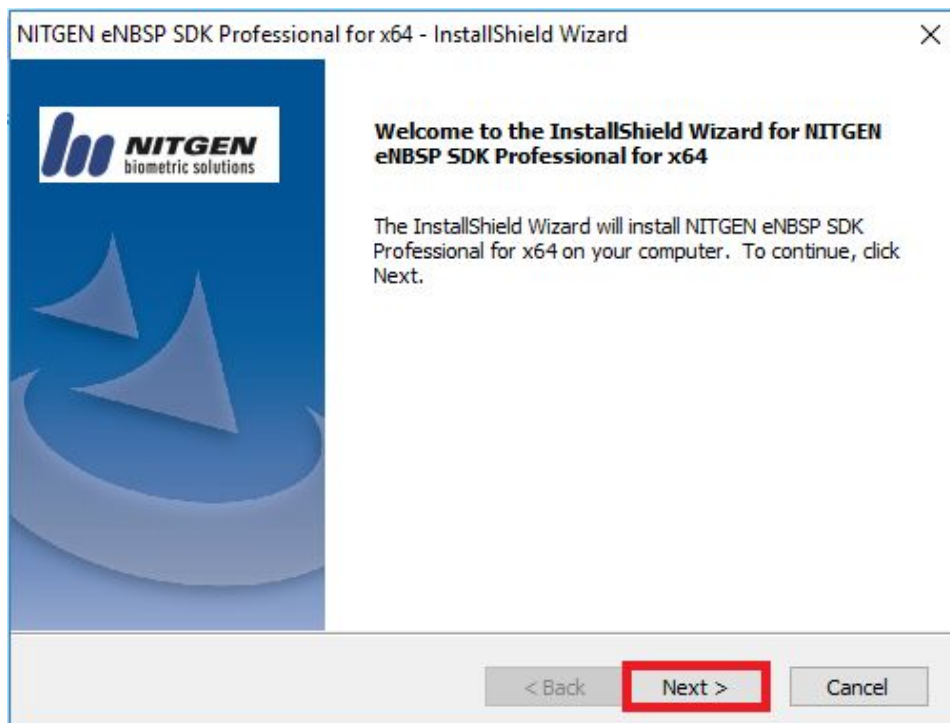 NITGEN eNBSP SDK Professional for x64 - InstallShield Wizard
NITGEN
biometric solutions
Welcome to the InstallShield Wizard for NITGEN
eNBSP SDK Professional for x64
The InstallShield Wizard will install NITGEN eNBSP SDK
Professional for x64 on your computer. To continue, click
Next.
< Back
Next >
Cancel